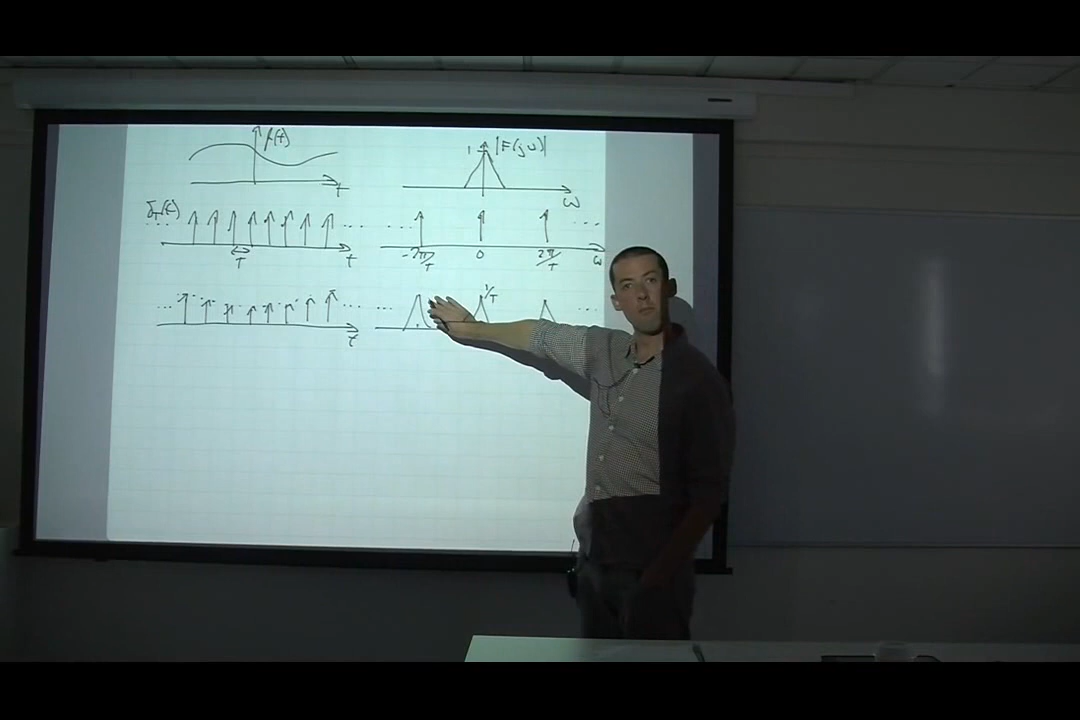 f(t)
1 |F(jω)|
t
ω
δT(t)
... ... ... ...
T
t
-2π/T 0 2π/T
ω
... ... ... 1/T ...
t